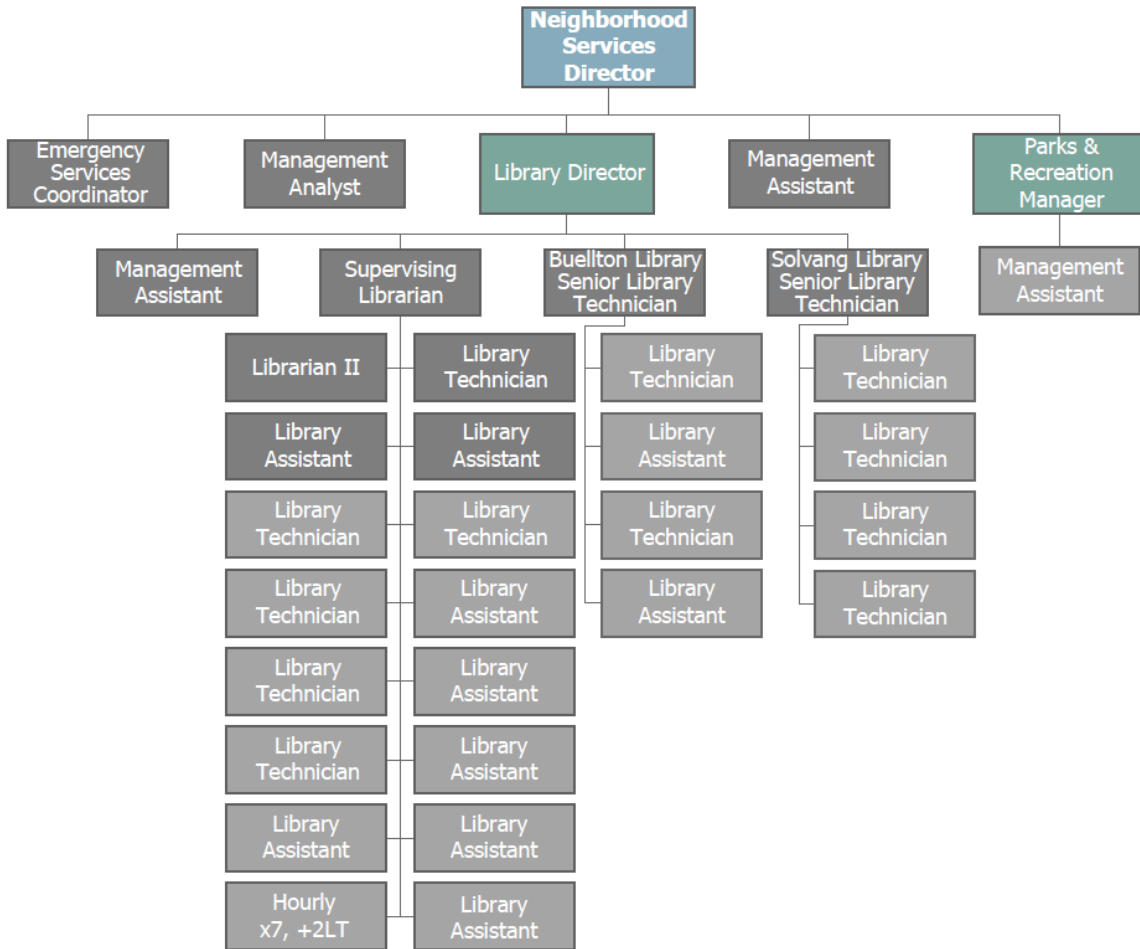 Neighborhood
Services
Director
Emergency
Services
Coordinator
Management
Analyst
Library Director
Management
Assistant
Parks &
Recreation
Manager
Management
Assistant
Supervising
Librarian
Buellton Library
Senior Library
Technician
Solvang Library
Senior Library
Technician
Management
Assistant
Librarian II
Library
Technician
Library
Technician
Library
Technician
Library
Assistant
Library
Assistant
Library
Assistant
Library
Technician
Library
Technician
Library
Technician
Library
Technician
Library
Technician
Library
Technician
Library
Assistant
Library
Assistant
Library
Technician
Library
Technician
Library
Assistant
Library
Technician
Library
Assistant
Library
Assistant
Library
Assistant
Hourly
x7, +2LT
Library
Assistant